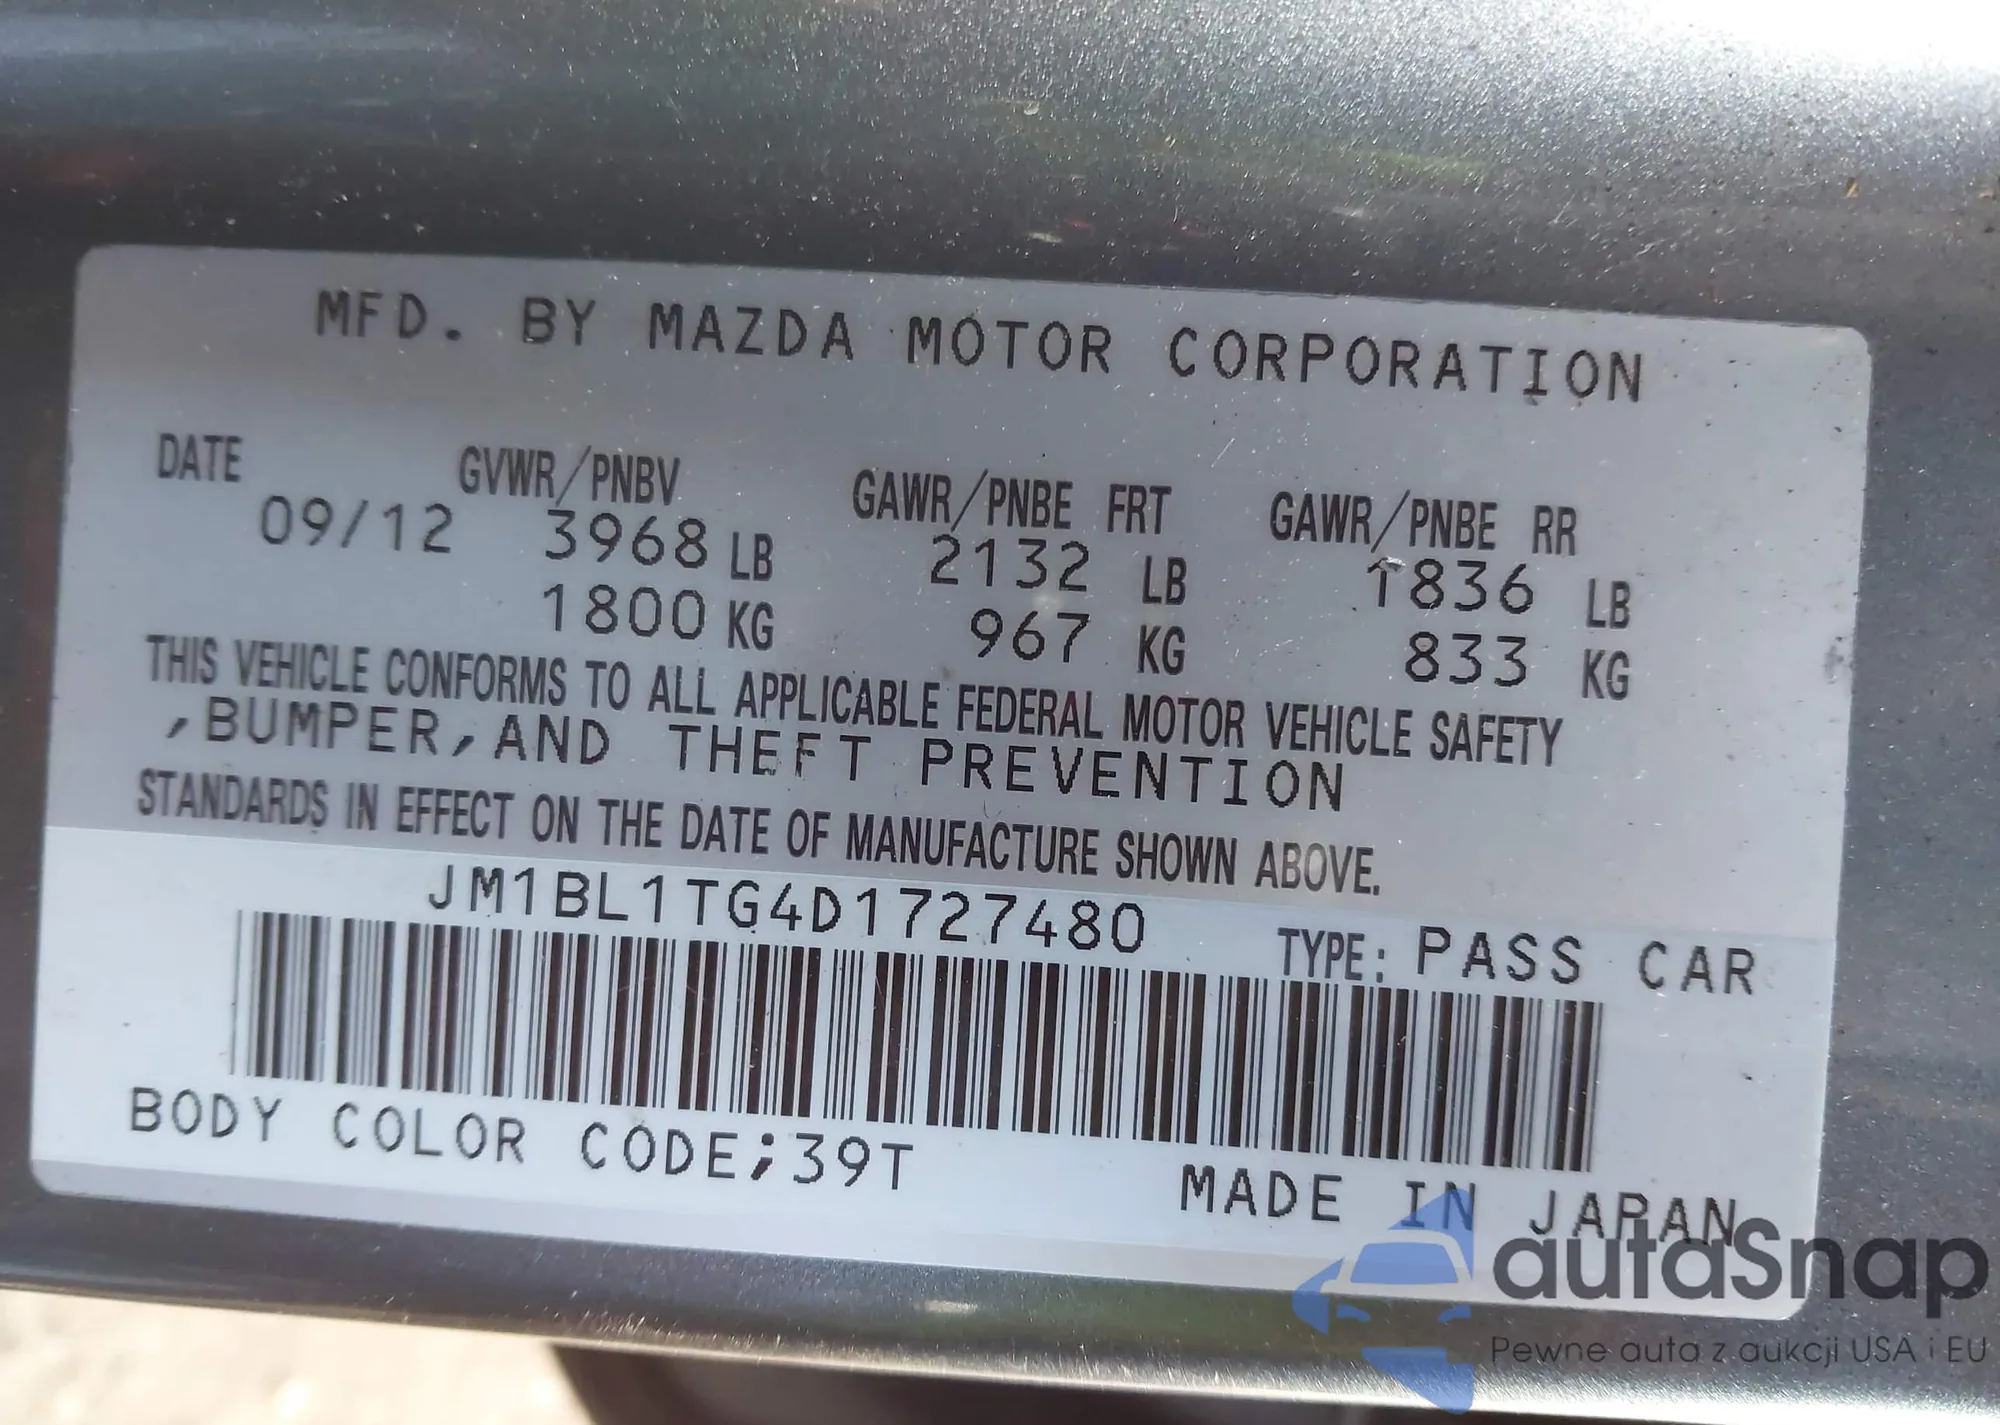 MFD. BY MAZDA MOTOR CORPORATION
DATE GVWR/PNBV GAWR/PNBE FRT GAWR/PNBE RR
09/12 3968 LB 2132 LB 1836 LB
1800 KG 967 KG 833 KG
THIS VEHICLE CONFORMS TO ALL APPLICABLE FEDERAL MOTOR VEHICLE SAFETY
,BUMPER,AND THEFT PREVENTION
STANDARDS IN EFFECT ON THE DATE OF MANUFACTURE SHOWN ABOVE.
JM1BL1TG4D1727480 TYPE: PASS CAR
BODY COLOR CODE;39T
MADE IN JAPAN
autaSnap
Pewne auta z aukcji USA i EU